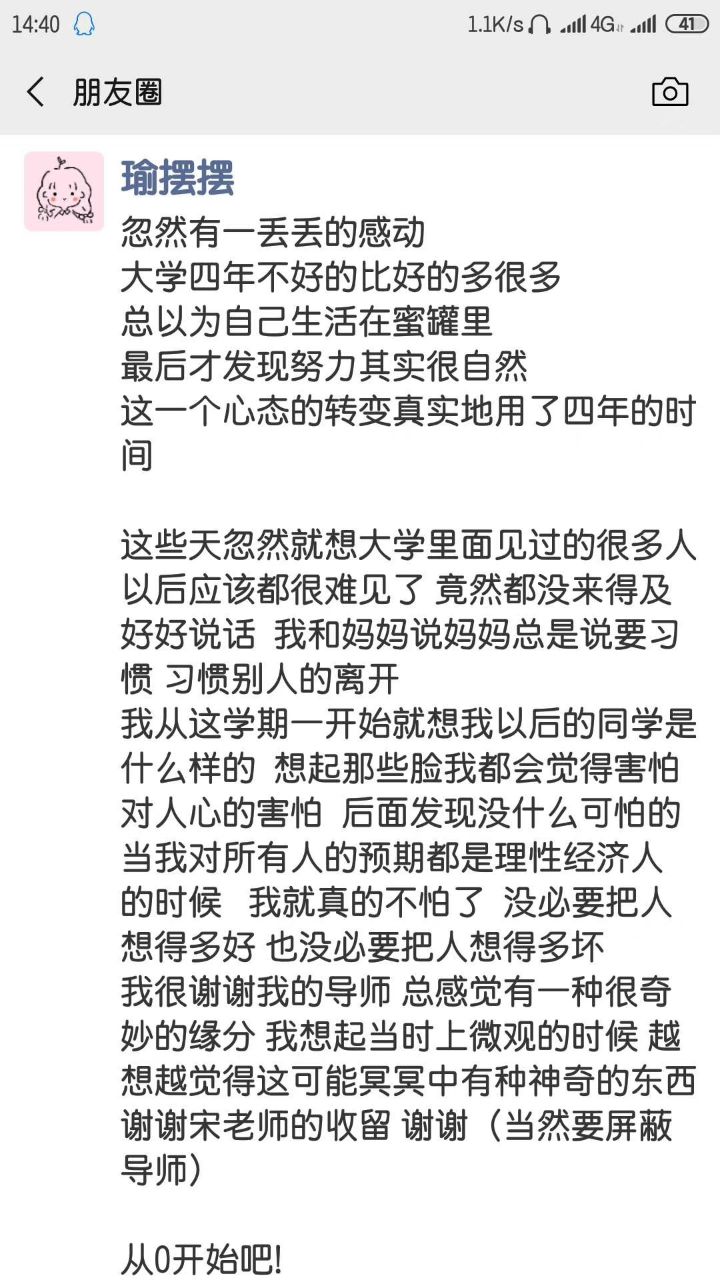 14:40 1.1K/s 4G 41
朋友圈
瑜摆摆
忽然有一丢丢的感动
大学四年不好的比好的多很多
总以为自己生活在蜜罐里
最后才发现努力其实很自然
这一个心态的转变真实地用了四年的时
间
这些天忽然就想大学里面见过的很多人
以后应该都很难见了 竟然都没来得及
好好说话 我和妈妈说妈妈总是说要习
惯 习惯别人的离开
我从这学期一开始就想我以后的同学是
什么样的 想起那些脸我都会觉得害怕
对人心的害怕 后面发现没什么可怕的
当我对所有人的预期都是理性经济人
的时候 我就真的不怕了 没必要把人
想得多好 也没必要把人想得多坏
我很谢谢我的导师 总感觉有一种很奇
妙的缘分 我想起当时上微观的时候 越
想越觉得这可能冥冥中有种神奇的东西
谢谢宋老师的收留 谢谢（当然要屏蔽
导师）
从0开始吧!